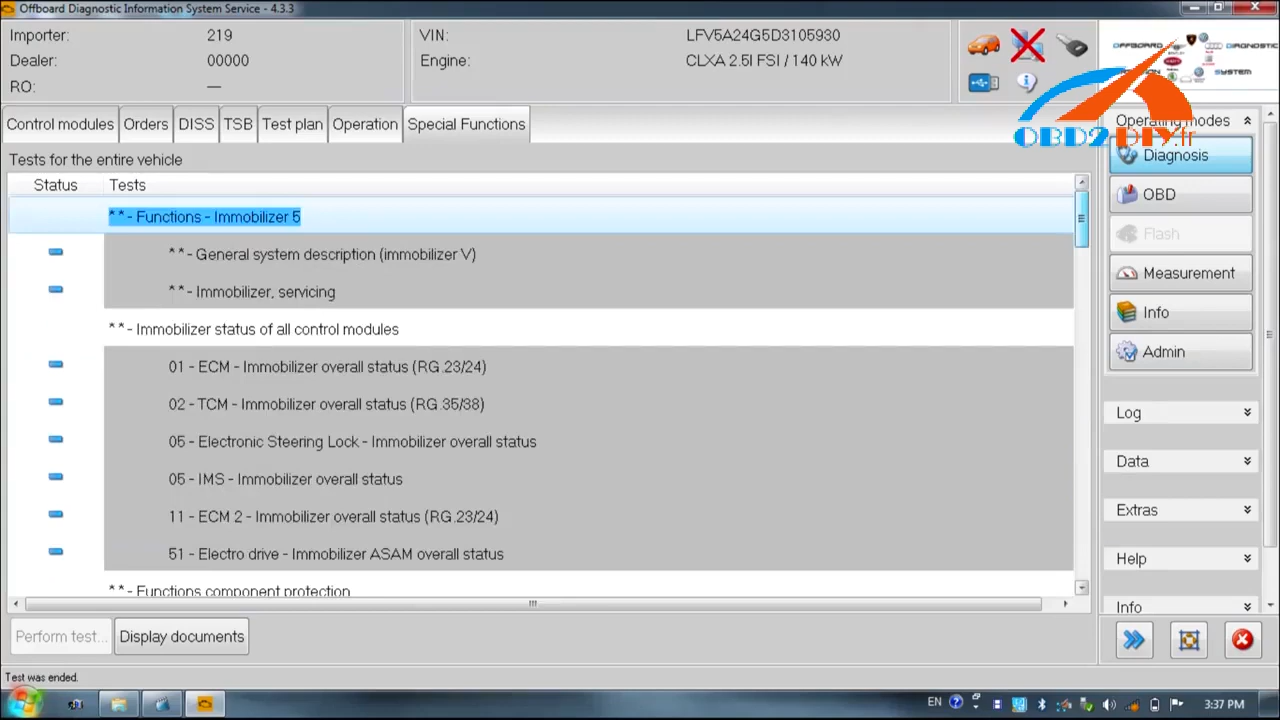 Offboard Diagnostic Information System Service - 4.3.3
Importer: 219
Dealer: 00000
RO: —
VIN: LFV5A24G5D3105930
Engine: CLXA 2.5l FSI / 140 kW
OFFBOARD DIAGNOSTIC
SYSTEM
OBD2DIY.fr
Control modules Orders DISS TSB Test plan Operation Special Functions
Tests for the entire vehicle
Status Tests
** - Functions - Immobilizer 5
** - General system description (immobilizer V)
** - Immobilizer, servicing
** - Immobilizer status of all control modules
01 - ECM - Immobilizer overall status (RG.23/24)
02 - TCM - Immobilizer overall status (RG.35/38)
05 - Electronic Steering Lock - Immobilizer overall status
05 - IMS - Immobilizer overall status
11 - ECM 2 - Immobilizer overall status (RG.23/24)
51 - Electro drive - Immobilizer ASAM overall status
** - Functions component protection
Perform test... Display documents
Operating modes
Diagnosis
OBD
Flash
Measurement
Info
Admin
Log
Data
Extras
Help
Info
Test was ended.
EN 3:37 PM